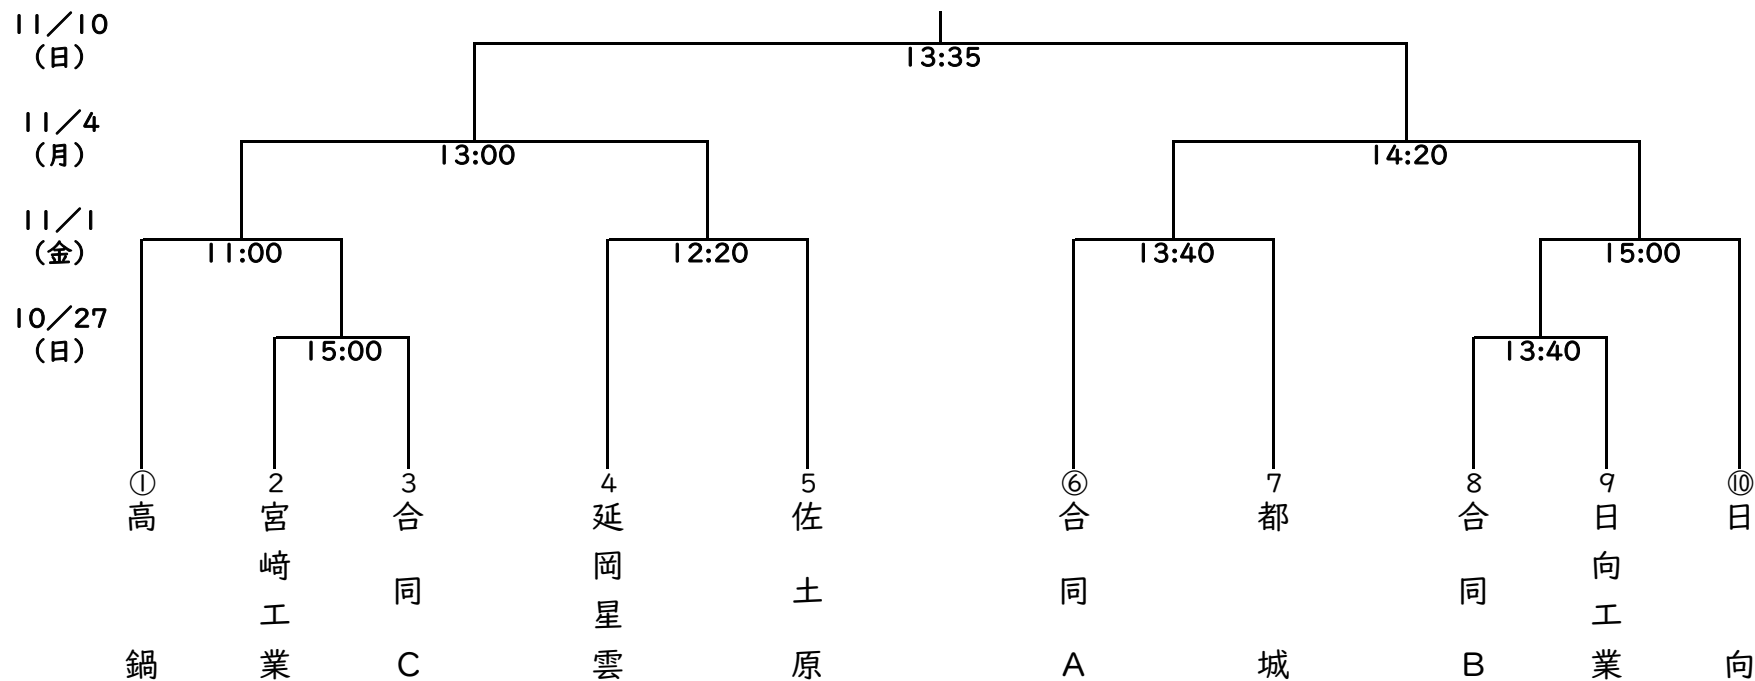 11／10
（日）
13:35
11／4
（月）
13:00
14:20
11／1
（金）
11:00
12:20
13:40
15:00
10／27
（日）
15:00
13:40
①
高鍋
2
宮﨑工業
3
合同C
4
延岡星雲
5
佐土原
⑥
合同A
7
都城
8
合同B
9
日向工業
⑩
日向